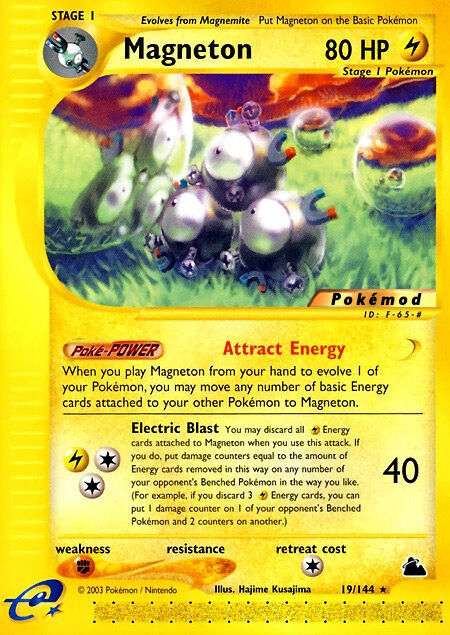 STAGE 1 Evolves from Magnemite Put Magneton on the Basic Pokémon
Magneton 80 HP
Stage 1 Pokémon
Pokémod
ID: F-65-#
Poké-POWER Attract Energy
When you play Magneton from your hand to evolve 1 of
your Pokémon, you may move any number of basic Energy
cards attached to your other Pokémon to Magneton.
Electric Blast You may discard all Energy
cards attached to Magneton when you use this attack. If
you do, put damage counters equal to the amount of
Energy cards removed in this way on any number of
your opponent's Benched Pokémon in the way you like.
(For example, if you discard 3 Energy cards, you can
put 1 damage counter on 1 of your opponent's Benched
Pokémon and 2 counters on another.)
40
weakness resistance retreat cost
© 2003 Pokémon / Nintendo Illus. Hajime Kusajima 19/144
e